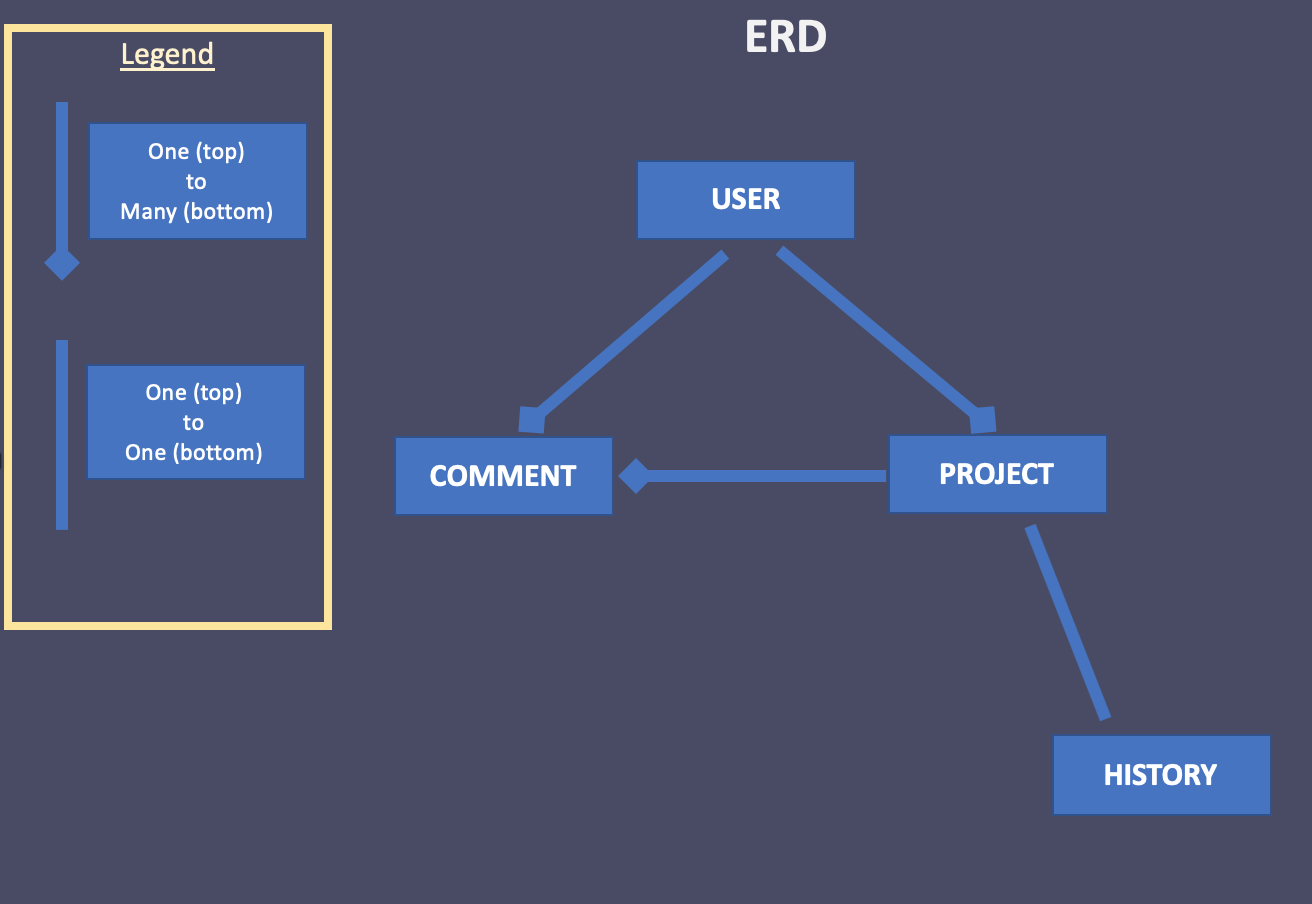 ERD
Legend
One (top)
to
Many (bottom)
One (top)
to
One (bottom)
USER
COMMENT
PROJECT
HISTORY